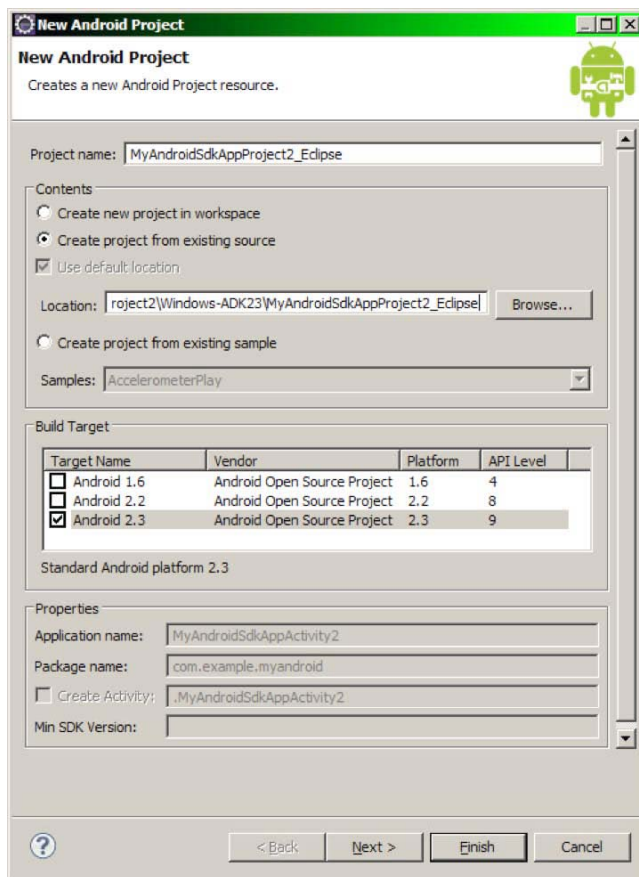 New Android Project
New Android Project
Creates a new Android Project resource.
Project name: MyAndroidSdkAppProject2_Eclipse
Contents
Create new project in workspace
Create project from existing source
Use default location
Location: roject2\Windows-ADK23\MyAndroidSdkAppProject2_Eclipse Browse...
Create project from existing sample
Samples: AccelerometerPlay
Build Target
Target Name Vendor Platform API Level
Android 1.6 Android Open Source Project 1.6 4
Android 2.2 Android Open Source Project 2.2 8
Android 2.3 Android Open Source Project 2.3 9
Standard Android platform 2.3
Properties
Application name: MyAndroidSdkAppActivity2
Package name: com.example.myandroid
Create Activity: .MyAndroidSdkAppActivity2
Min SDK Version:
? < Back Next > Finish Cancel